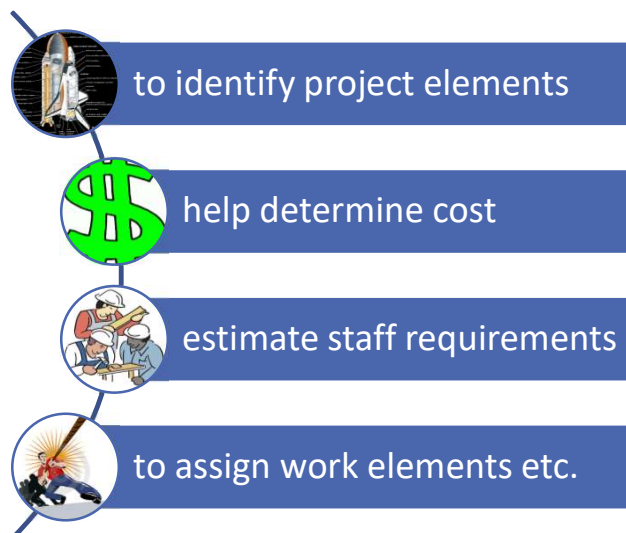 to identify project elements
help determine cost
estimate staff requirements
to assign work elements etc.